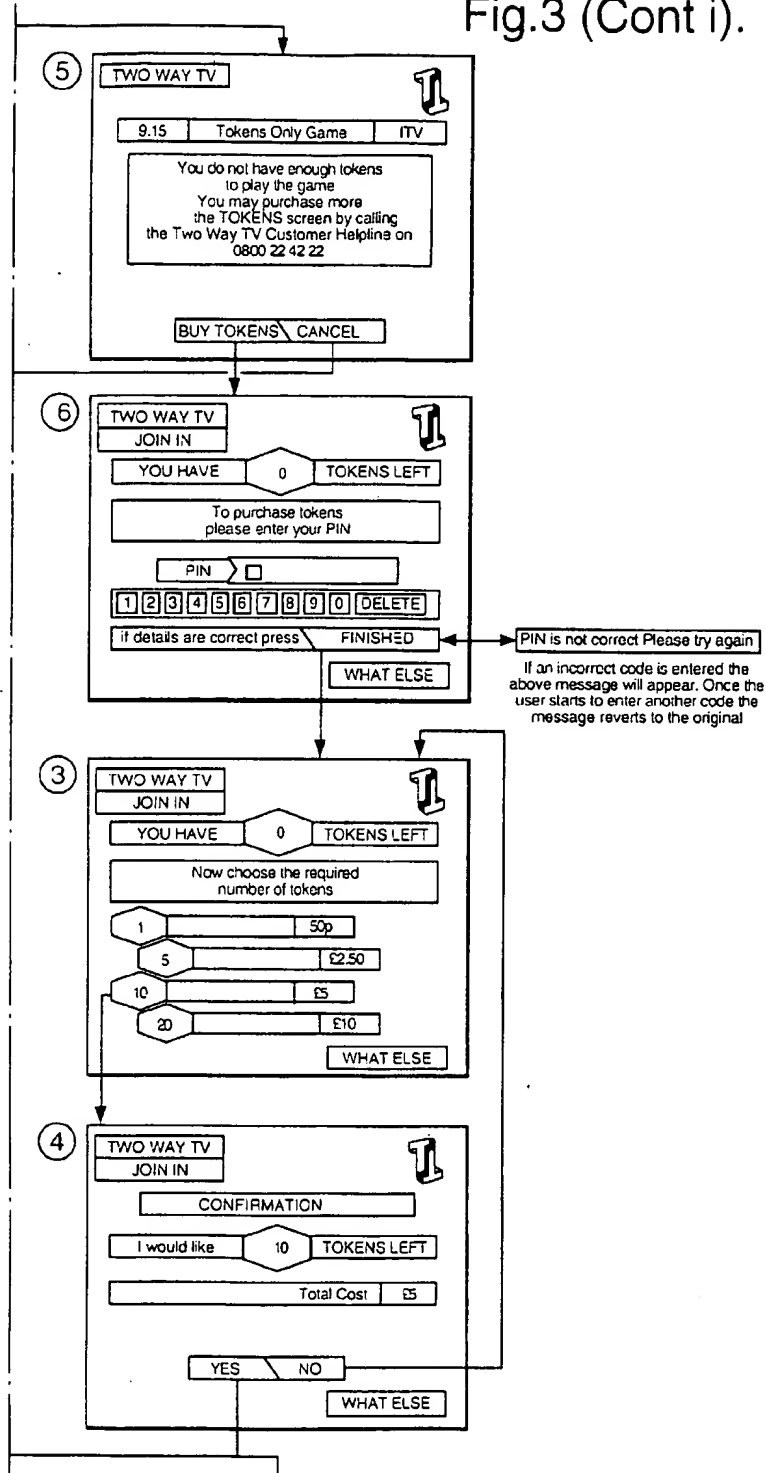 Fig.3 (Cont i).
5
TWO WAY TV
9.15 Tokens Only Game ITV
You do not have enough tokens
to play the game
You may purchase more
the TOKENS screen by calling
the Two Way TV Customer Helpline on
0800 22 42 22
BUY TOKENS CANCEL
6
TWO WAY TV
JOIN IN
YOU HAVE 0 TOKENS LEFT
To purchase tokens
please enter your PIN
PIN
1 2 3 4 5 6 7 8 9 0 DELETE
if details are correct press FINISHED
WHAT ELSE
PIN is not correct Please try again
If an incorrect code is entered the
above message will appear. Once the
user starts to enter another code the
message reverts to the original
3
TWO WAY TV
JOIN IN
YOU HAVE 0 TOKENS LEFT
Now choose the required
number of tokens
1 50p
5 £2.50
10 £5
20 £10
WHAT ELSE
4
TWO WAY TV
JOIN IN
CONFIRMATION
I would like 10 TOKENS LEFT
Total Cost £5
YES NO
WHAT ELSE